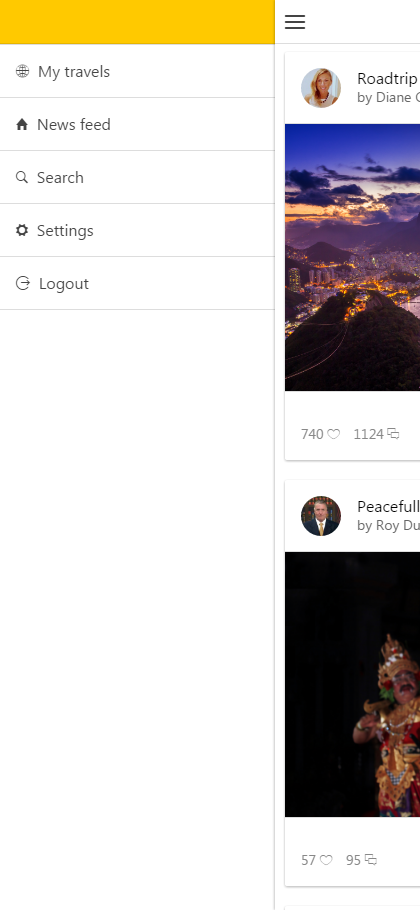 My travels
News feed
Search
Settings
Logout
Roadtrip
by Diane
740 1124
Peacefull
by Roy Du
57 95